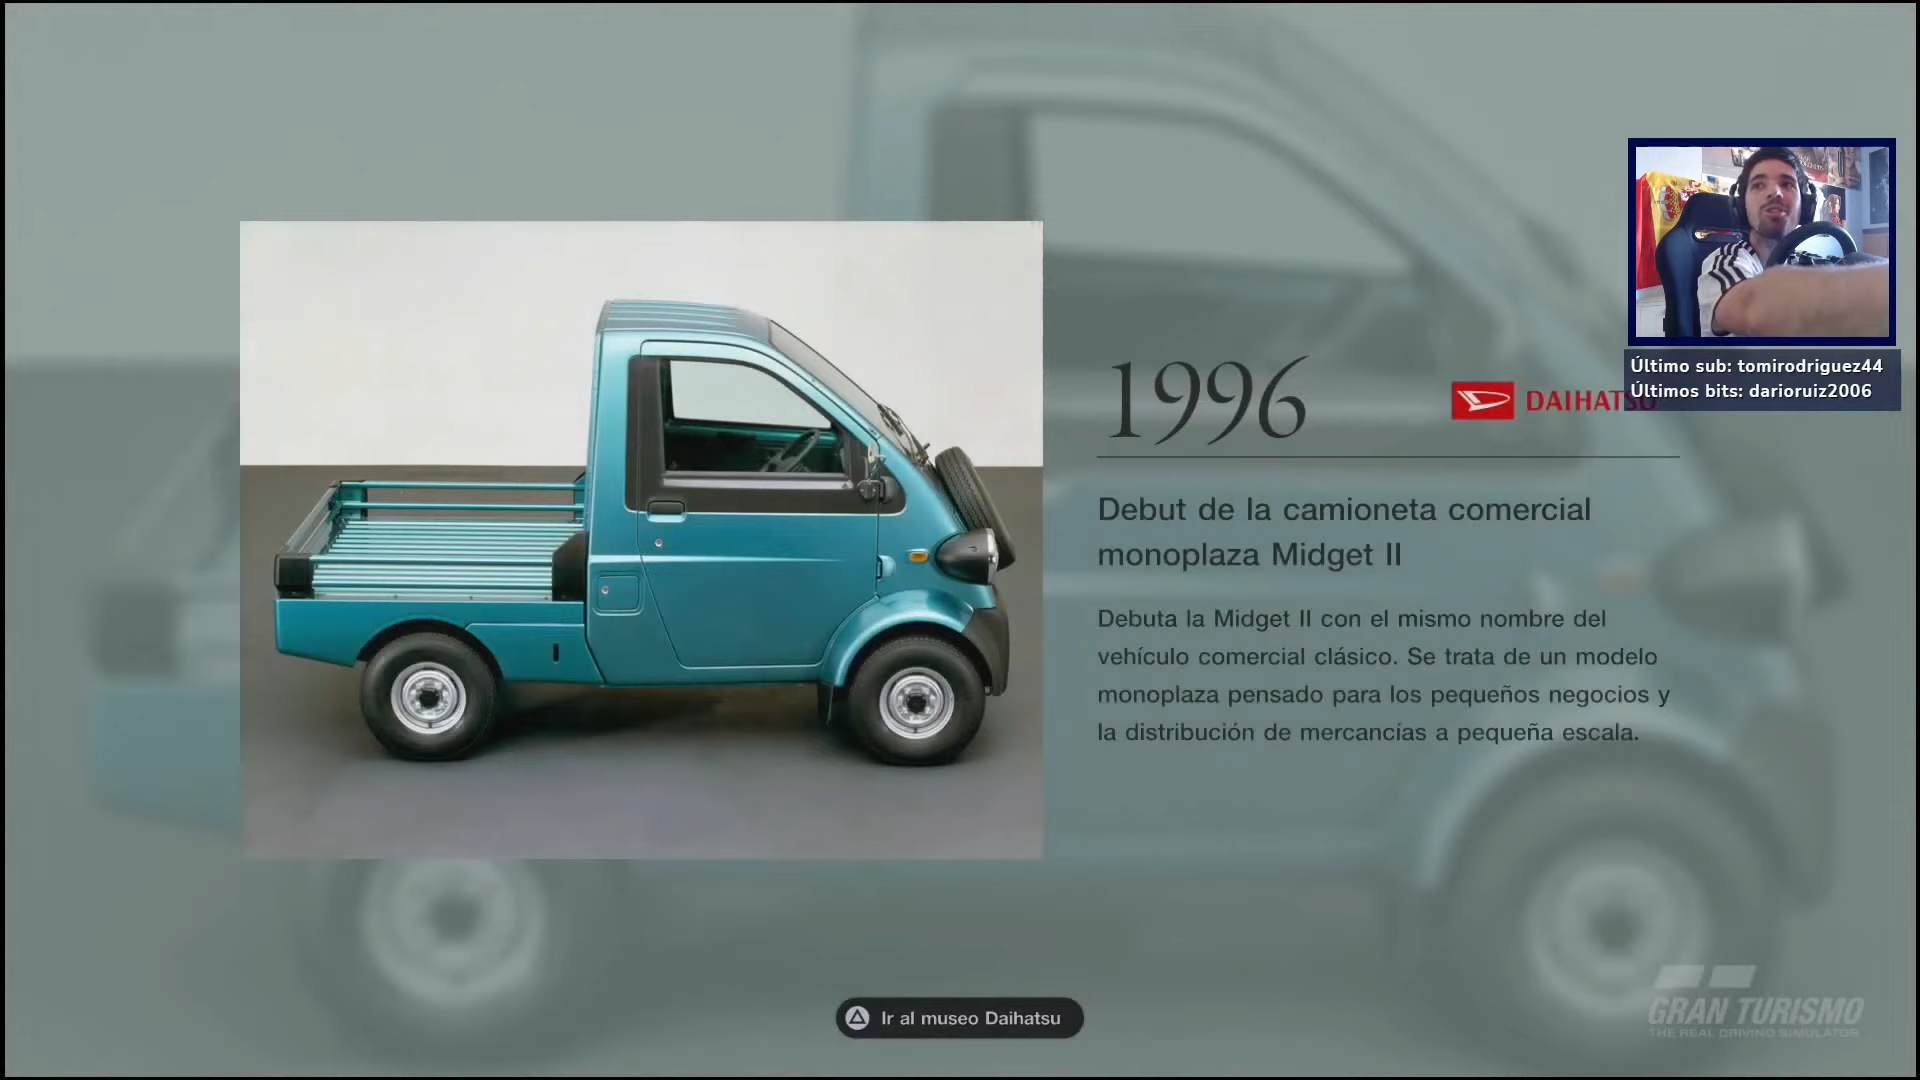 1996
DAIHATSU
Último sub: tomirodriguez44
Últimos bits: darioruiz2006
Debut de la camioneta comercial
monoplaza Midget II
Debuta la Midget II con el mismo nombre del
vehículo comercial clásico. Se trata de un modelo
monoplaza pensado para los pequeños negocios y
la distribución de mercancías a pequeña escala.
Ir al museo Daihatsu
GRAN TURISMO
THE REAL DRIVING SIMULATOR